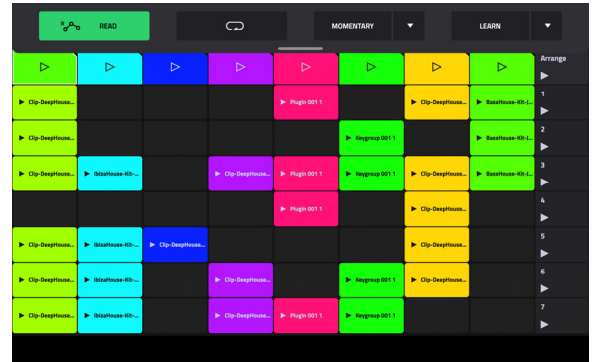 READ
MOMENTARY
LEARN
Arrange
Clip-DeepHouse...
Plugin 001 1
Clip-DeepHouse...
BassHouse-Kit-J...
1
Clip-DeepHouse...
Keygroup 001 1
BassHouse-Kit-J...
2
Clip-DeepHouse...
IbizaHouse-Kit-...
Clip-DeepHouse...
Plugin 001 1
Keygroup 001 1
Clip-DeepHouse...
BassHouse-Kit-J...
3
Plugin 001 1
Clip-DeepHouse...
4
Clip-DeepHouse...
IbizaHouse-Kit-...
Clip-DeepHouse...
Clip-DeepHouse...
5
Clip-DeepHouse...
IbizaHouse-Kit-...
Clip-DeepHouse...
Keygroup 001 1
Clip-DeepHouse...
6
Clip-DeepHouse...
IbizaHouse-Kit-...
Clip-DeepHouse...
Plugin 001 1
Keygroup 001 1
7